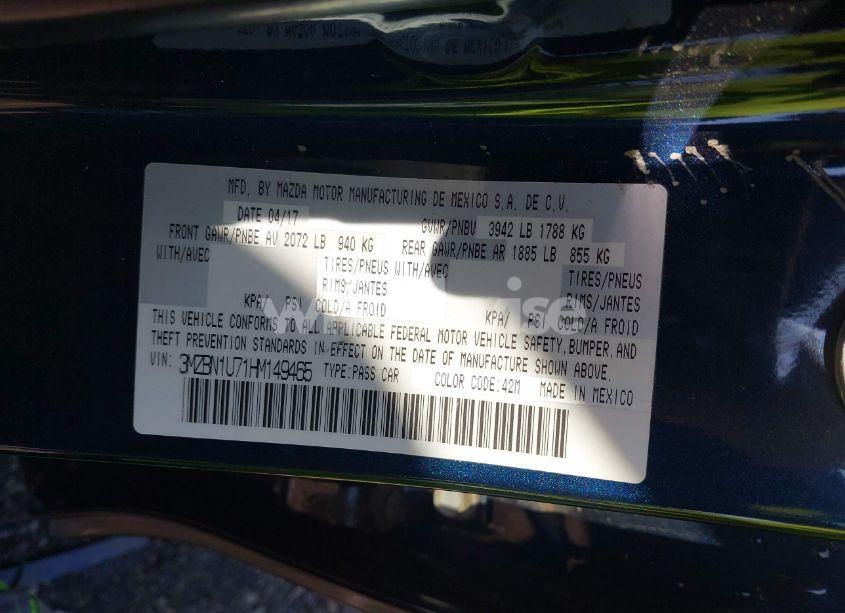 MFD. BY MAZDA MOTOR MANUFACTURING DE MEXICO S.A. DE C.V.
DATE 04/17 GVWR/PNBV 3942 LB 1788 KG
FRONT GAWR/PNBE AV 2072 LB 940 KG REAR GAWR/PNBE AR 1885 LB 855 KG
WITH/AVEC TIRES/PNEUS WITH/AVEC TIRES/PNEUS
RIMS/JANTES RIMS/JANTES
KPA/ PSI COLD/A FROID KPA/ PSI COLD/A FROID
THIS VEHICLE CONFORMS TO ALL APPLICABLE FEDERAL MOTOR VEHICLE SAFETY, BUMPER, AND
THEFT PREVENTION STANDARDS IN EFFECT ON THE DATE OF MANUFACTURE SHOWN ABOVE.
VIN: 3MZBN1U71HM149465 TYPE:PASS CAR COLOR CODE:42M MADE IN MEXICO